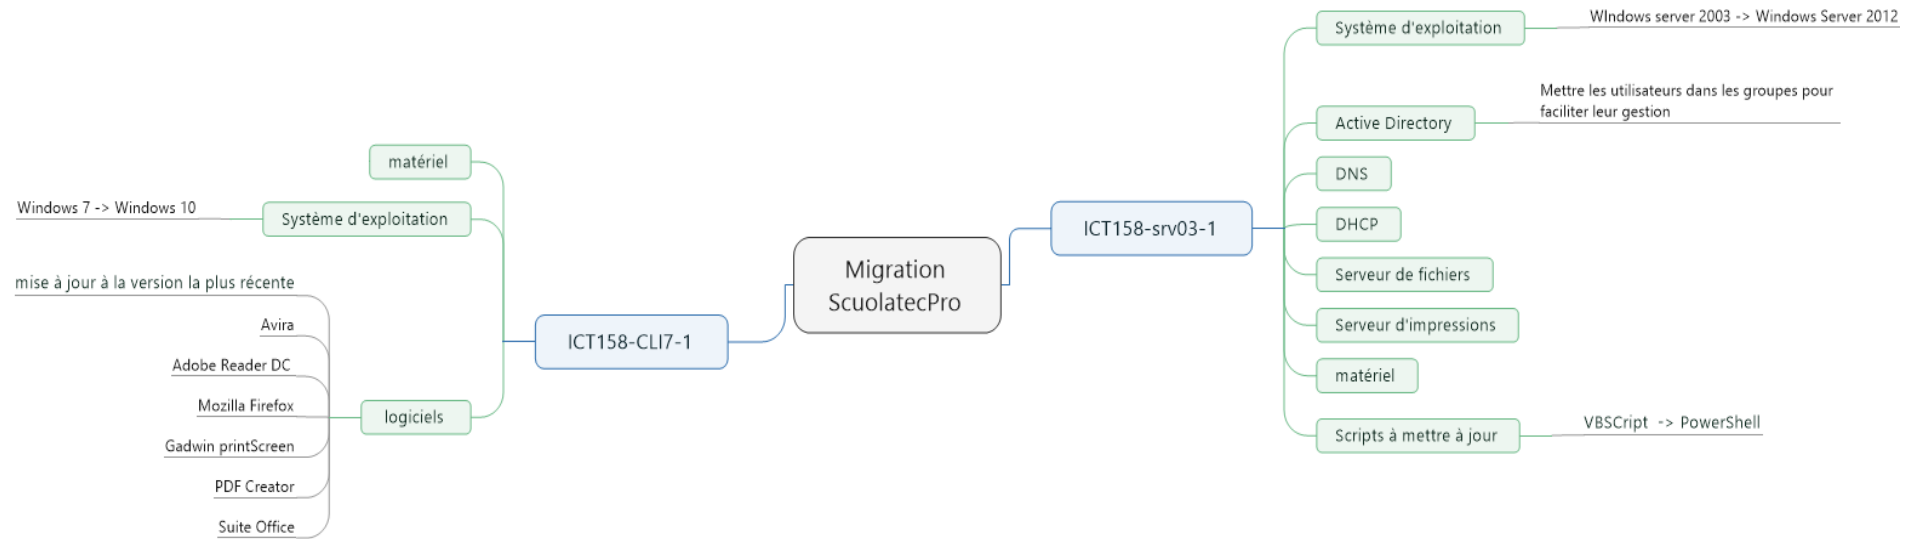 Migration
ScuolatecPro
ICT158-CLI7-1
matériel
Système d'exploitation
Windows 7 -> Windows 10
logiciels
mise à jour à la version la plus récente
Avira
Adobe Reader DC
Mozilla Firefox
Gadwin printScreen
PDF Creator
Suite Office
ICT158-srv03-1
Système d'exploitation
WIndows server 2003 -> Windows Server 2012
Active Directory
Mettre les utilisateurs dans les groupes pour
faciliter leur gestion
DNS
DHCP
Serveur de fichiers
Serveur d'impressions
matériel
Scripts à mettre à jour
VBSCript -> PowerShell